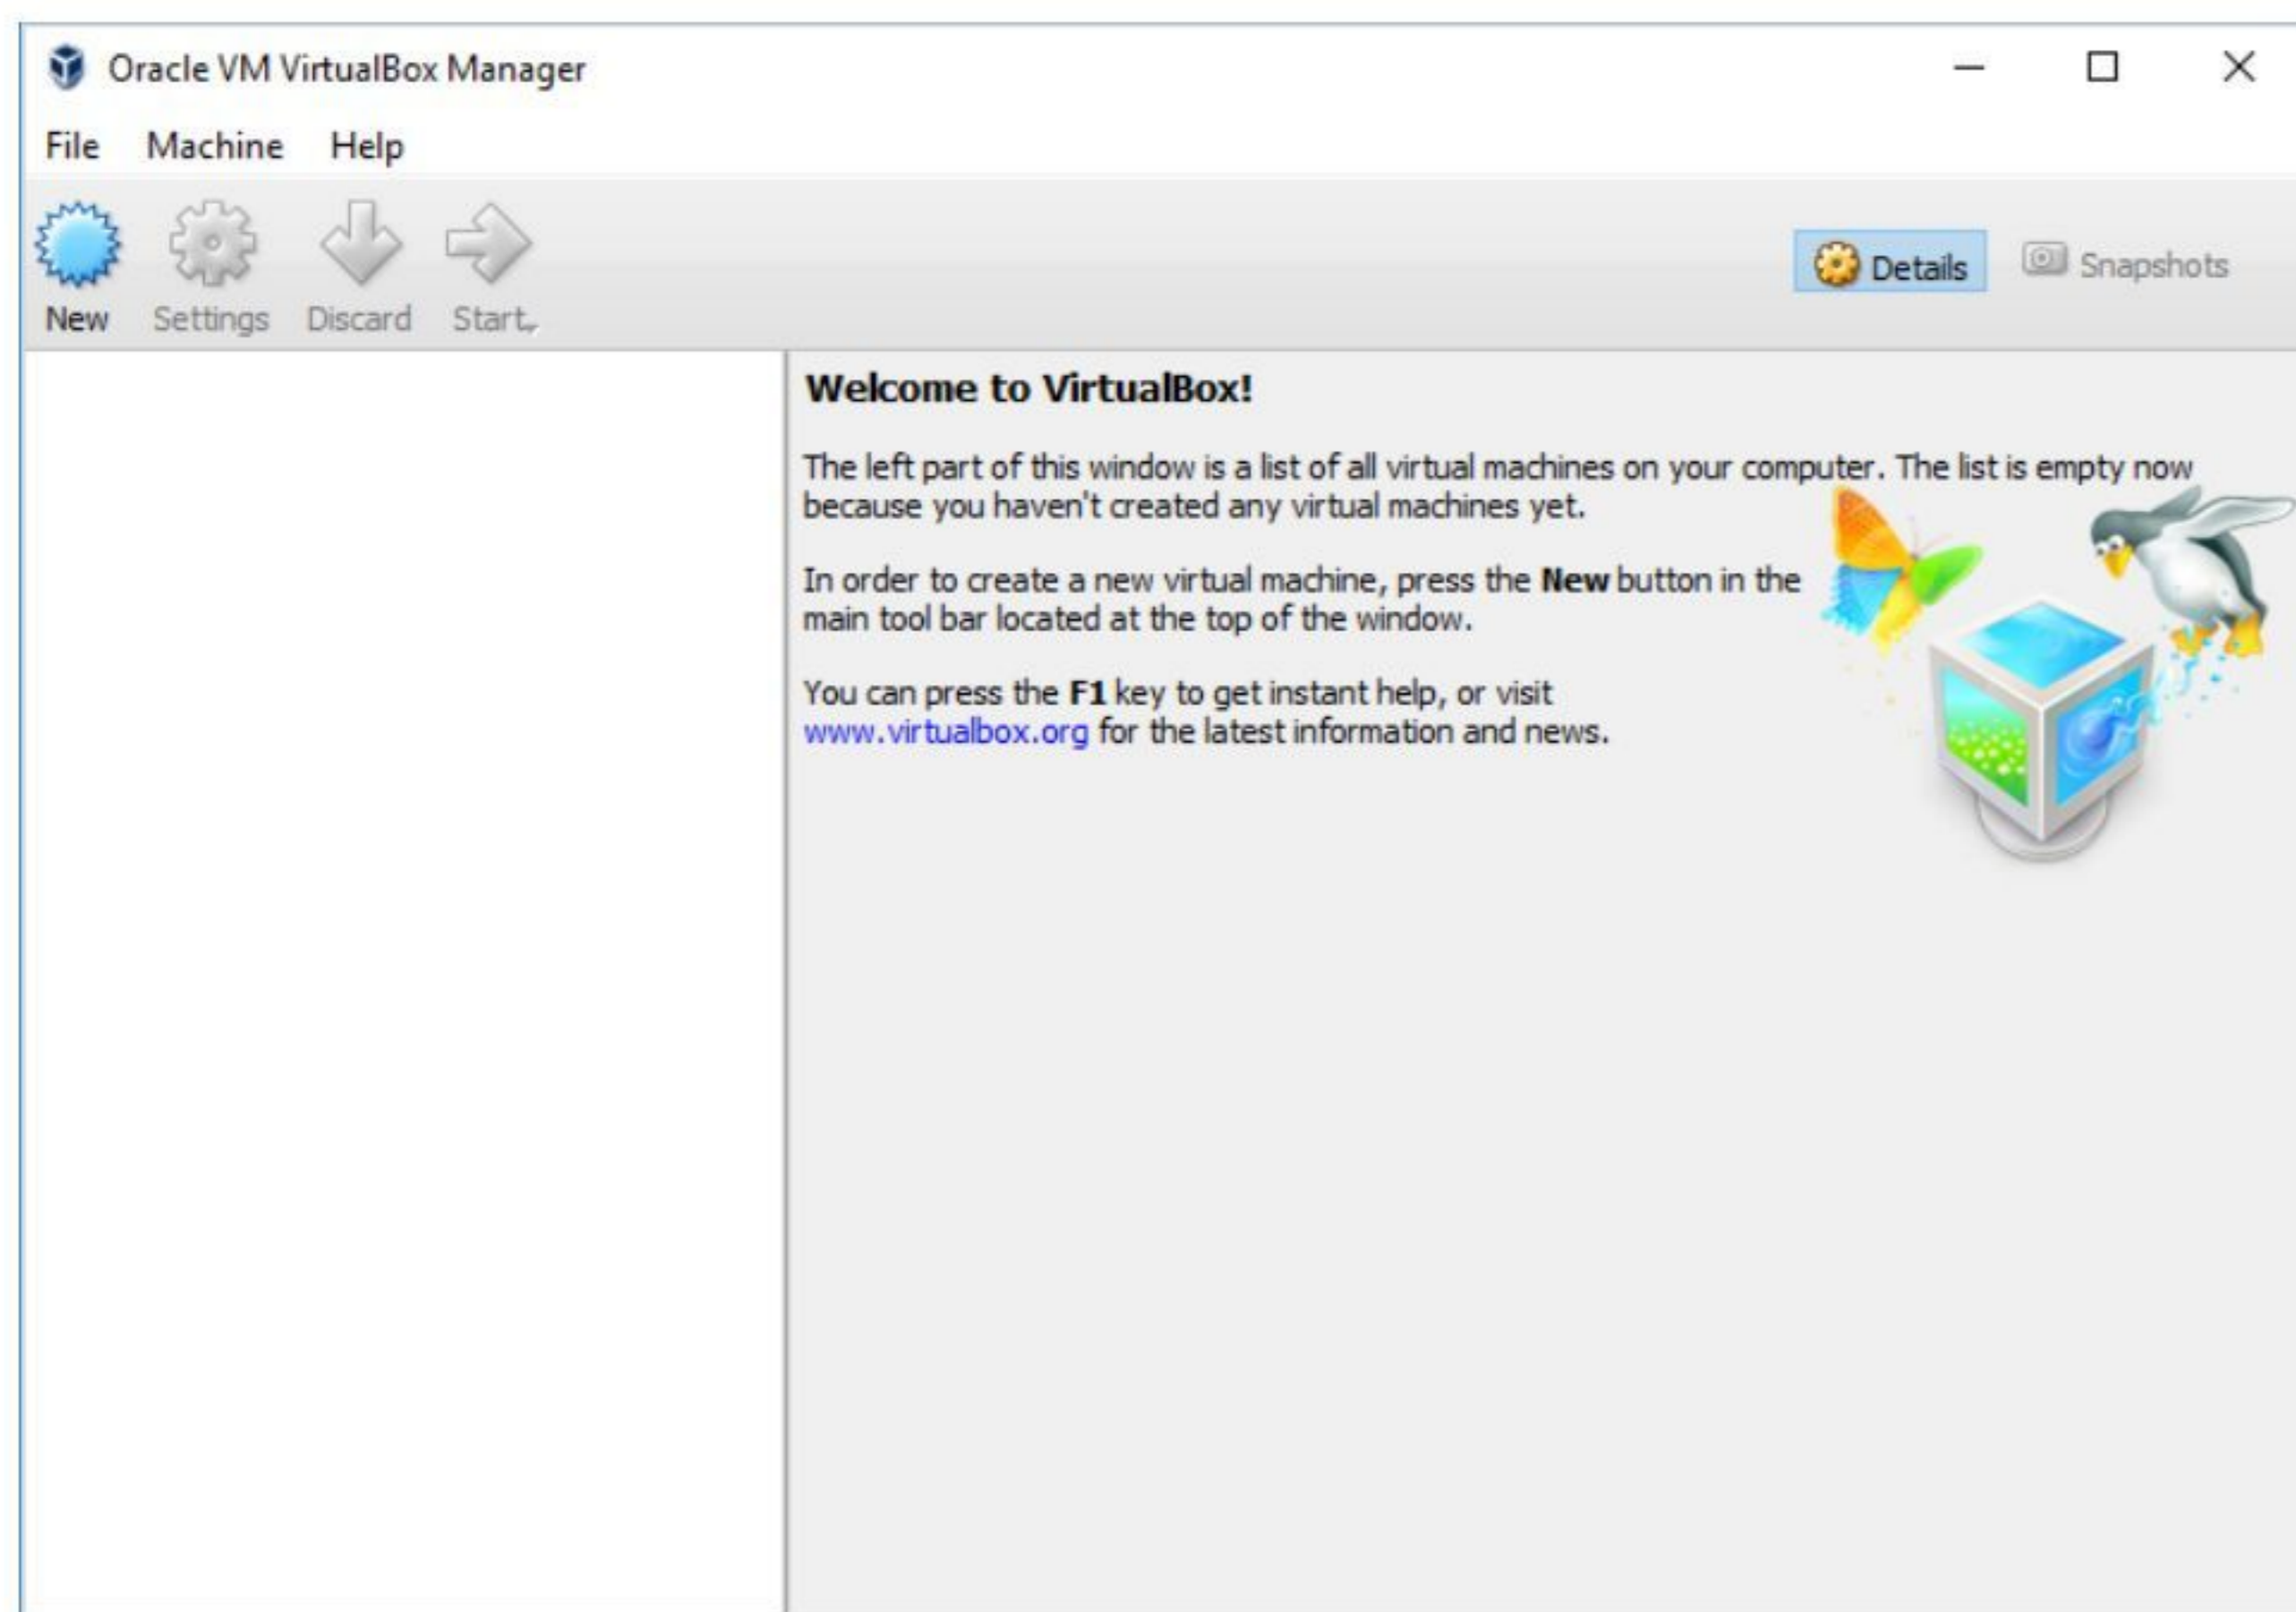 Oracle VM VirtualBox Manager
File Machine Help
New Settings Discard Start
Details Snapshots
Welcome to VirtualBox!
The left part of this window is a list of all virtual machines on your computer. The list is empty now
because you haven't created any virtual machines yet.
In order to create a new virtual machine, press the New button in the
main tool bar located at the top of the window.
You can press the F1 key to get instant help, or visit
www.virtualbox.org for the latest information and news.